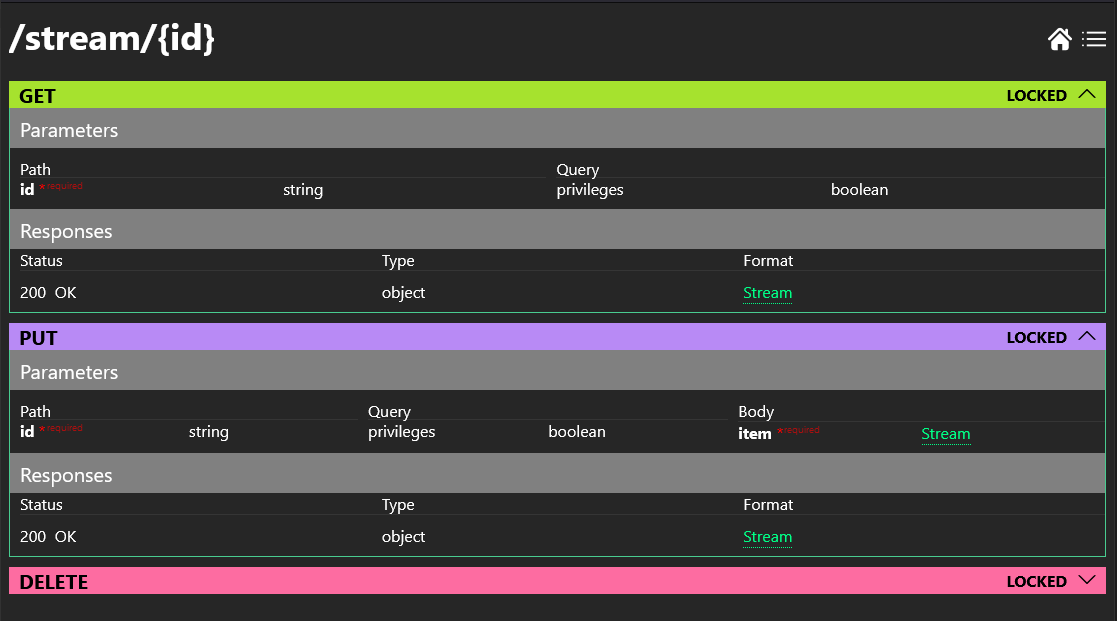 /stream/{id}
GET LOCKED
Parameters
Path Query
id *required string privileges boolean
Responses
Status Type Format
200 OK object Stream
PUT LOCKED
Parameters
Path Query Body
id *required string privileges boolean item *required Stream
Responses
Status Type Format
200 OK object Stream
DELETE LOCKED